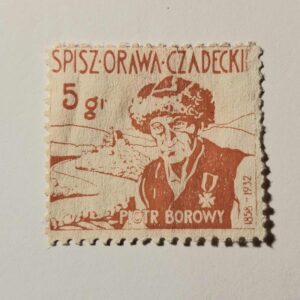 SPISZ·ORAWA·CZADECKI
5 gr
PIOTR BOROWY
1858-1932